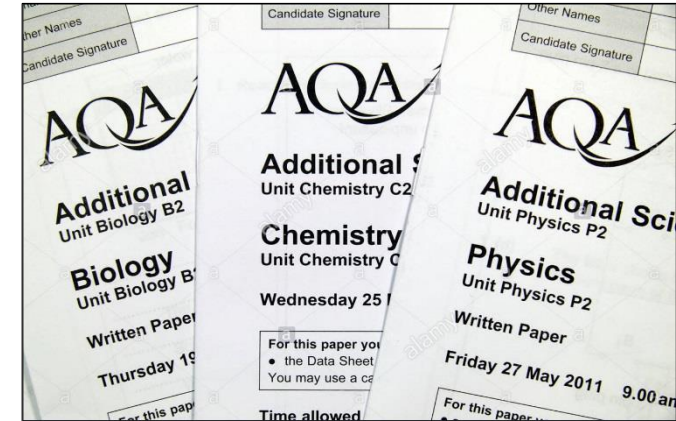 Other Names
Candidate Signature
AQA
Additional
Unit Biology B2
Biology
Unit Biology B2
Written Paper
Thursday 19
For this paper
Candidate Signature
AQA
Additional S
Unit Chemistry C2
Chemistry
Unit Chemistry C
Wednesday 25
For this paper you
• the Data Sheet
You may use a ca
Time allowed
Other Names
Candidate Signature
AQA
Additional Sci
Unit Physics P2
Physics
Unit Physics P2
Written Paper
Friday 27 May 2011 9.00 am
For this paper
alamy